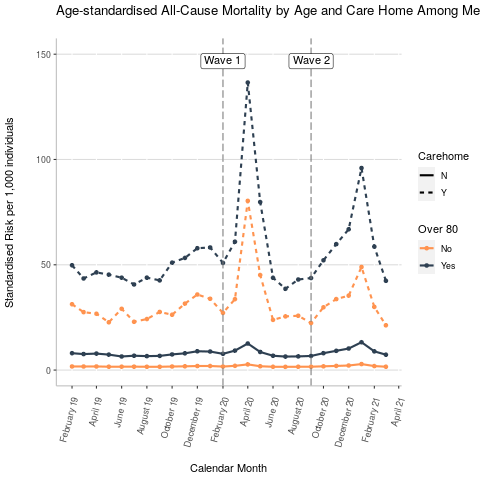 Age-standardised All-Cause Mortality by Age and Care Home Among Me
Wave 1
Wave 2
150
100
50
0
Standardised Risk per 1,000 individuals
February 19
April 19
June 19
August 19
October 19
December 19
February 20
April 20
June 20
August 20
October 20
December 20
February 21
April 21
Calendar Month
Carehome
N
Y
Over 80
No
Yes